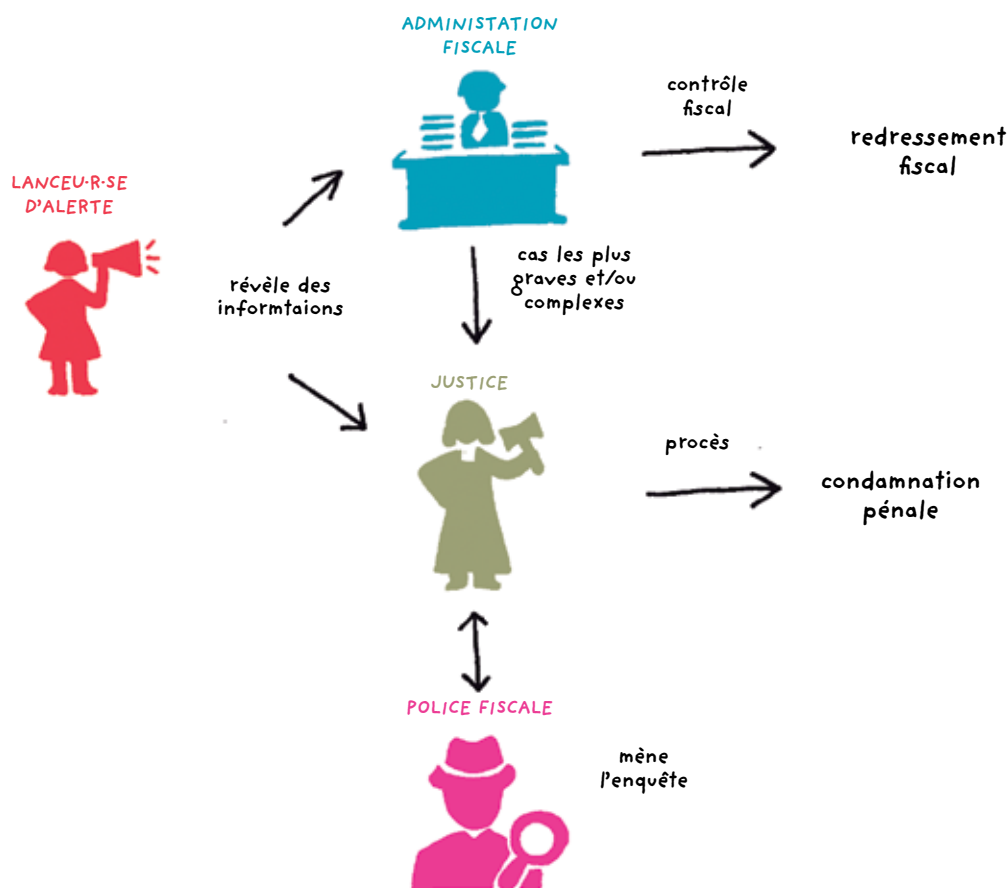 ADMINISTATION
FISCALE
contrôle
fiscal
redressement
fiscal
LANCEU·R·SE
D'ALERTE
révèle des
informtaions
cas les plus
graves et/ou
complexes
JUSTICE
procès
condamnation
pénale
POLICE FISCALE
mène
l'enquête